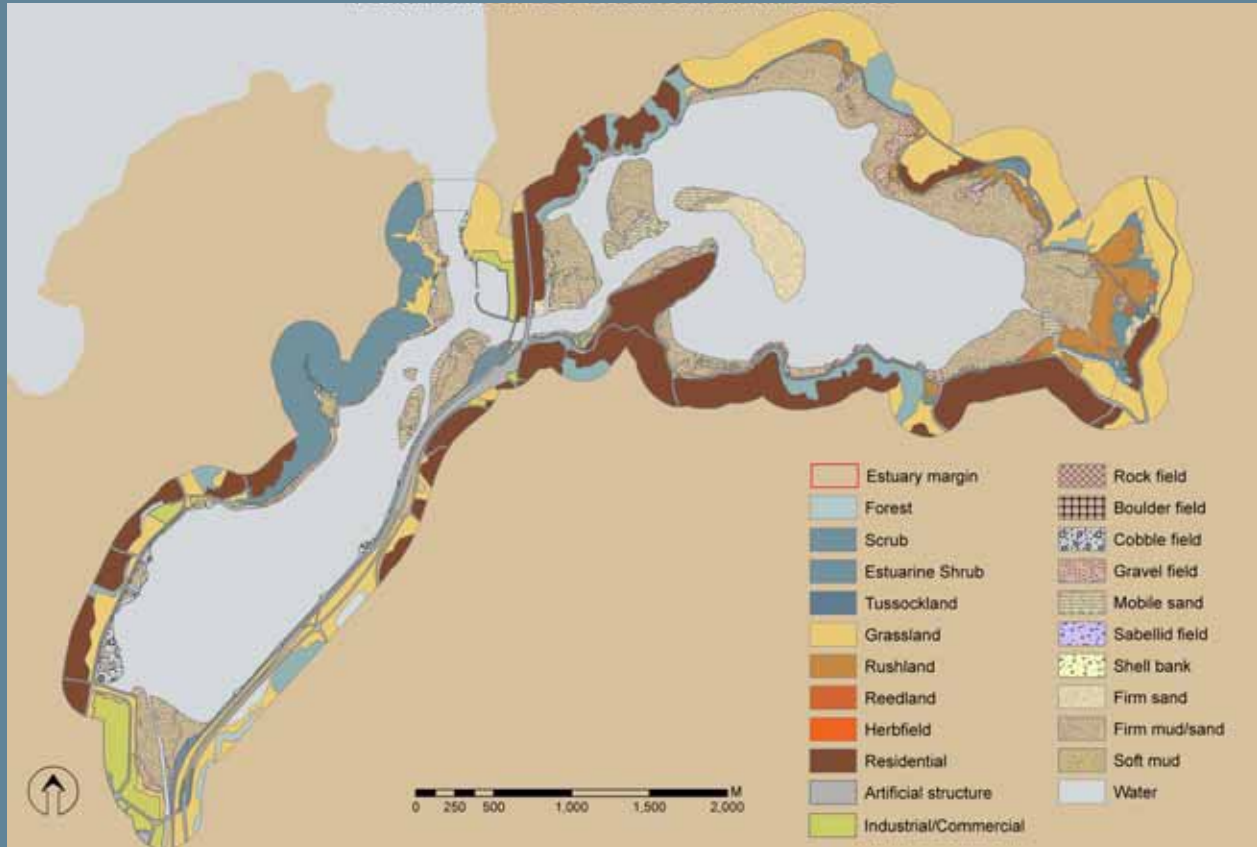 Estuary margin
Forest
Scrub
Estuarine Shrub
Tussockland
Grassland
Rushland
Reedland
Herbfield
Residential
Artificial structure
Industrial/Commercial
Rock field
Boulder field
Cobble field
Gravel field
Mobile sand
Sabellid field
Shell bank
Firm sand
Firm mud/sand
Soft mud
Water
M
0 250 500 1,000 1,500 2,000